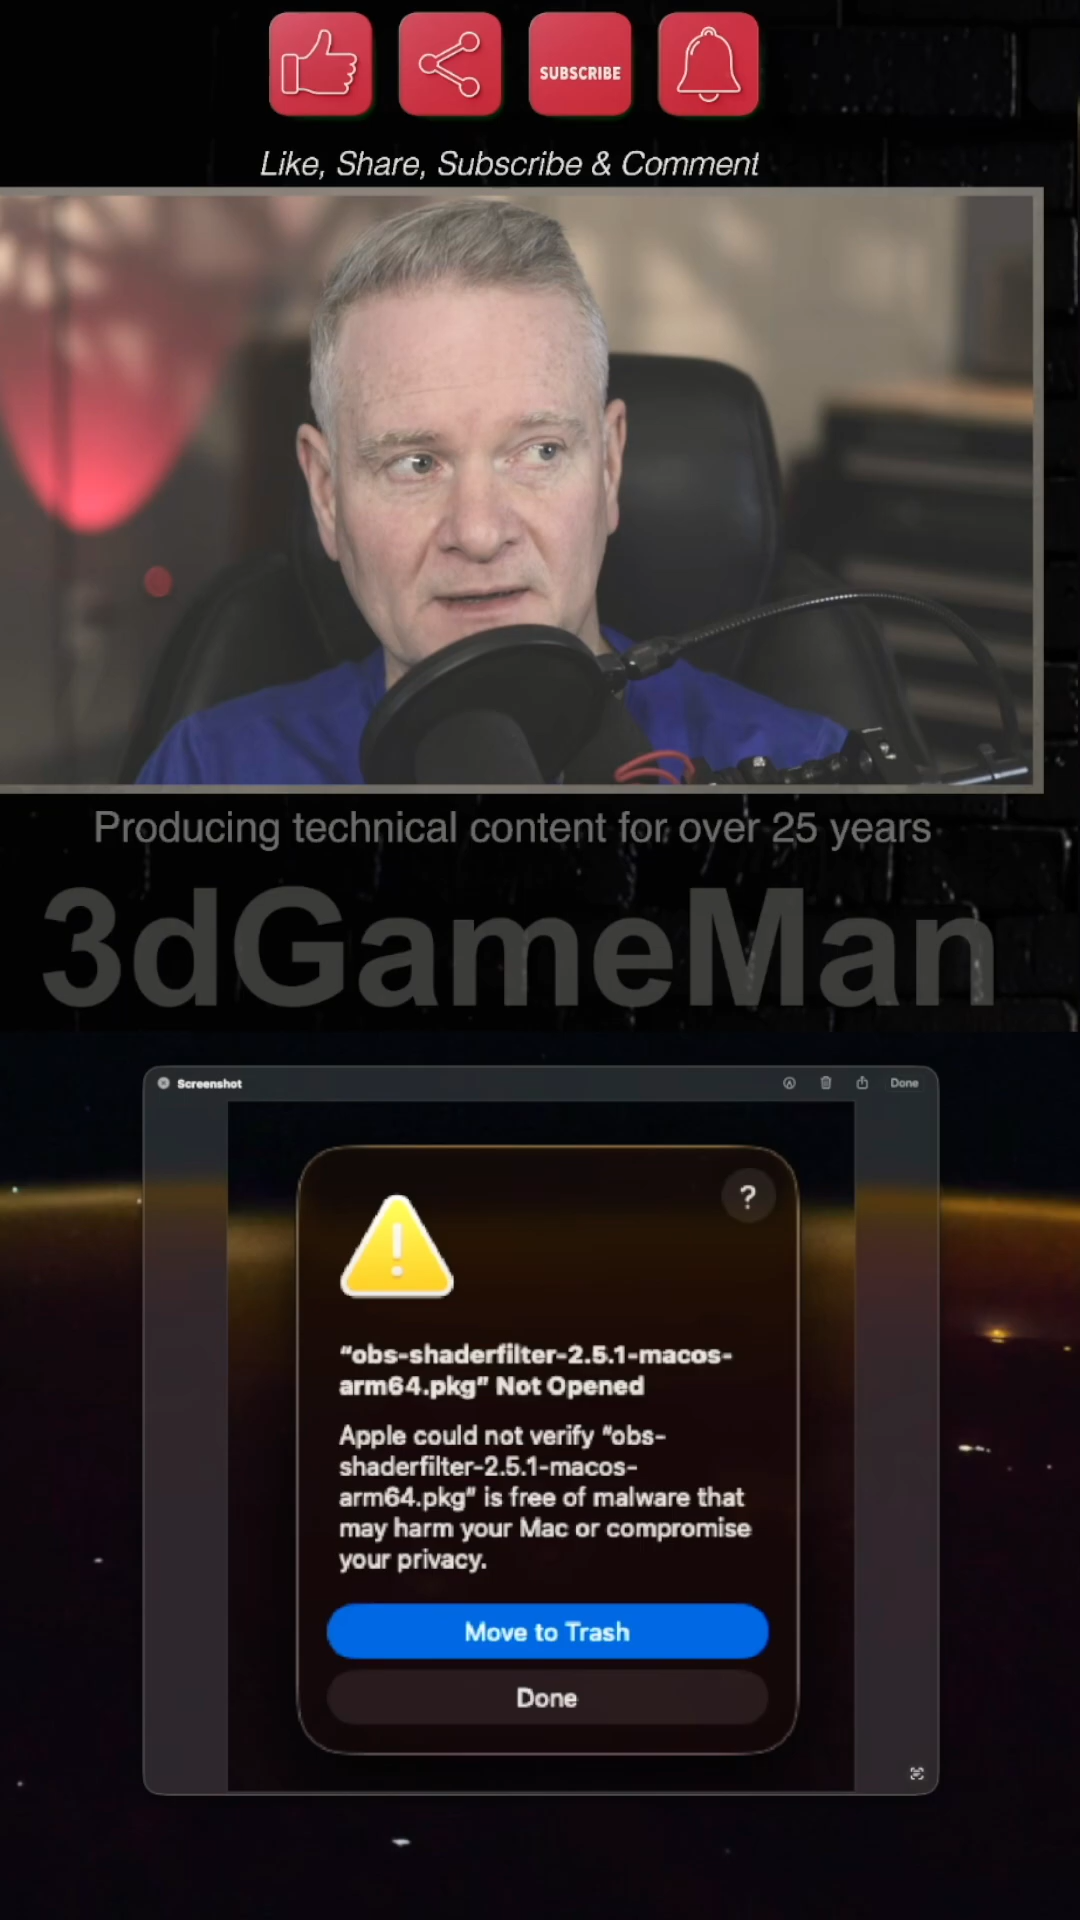 SUBSCRIBE
Like, Share, Subscribe & Comment
Producing technical content for over 25 years
3dGameMan
Screenshot
Done
?
“obs-shaderfilter-2.5.1-macos-
arm64.pkg” Not Opened
Apple could not verify “obs-
shaderfilter-2.5.1-macos-
arm64.pkg” is free of malware that
may harm your Mac or compromise
your privacy.
Move to Trash
Done